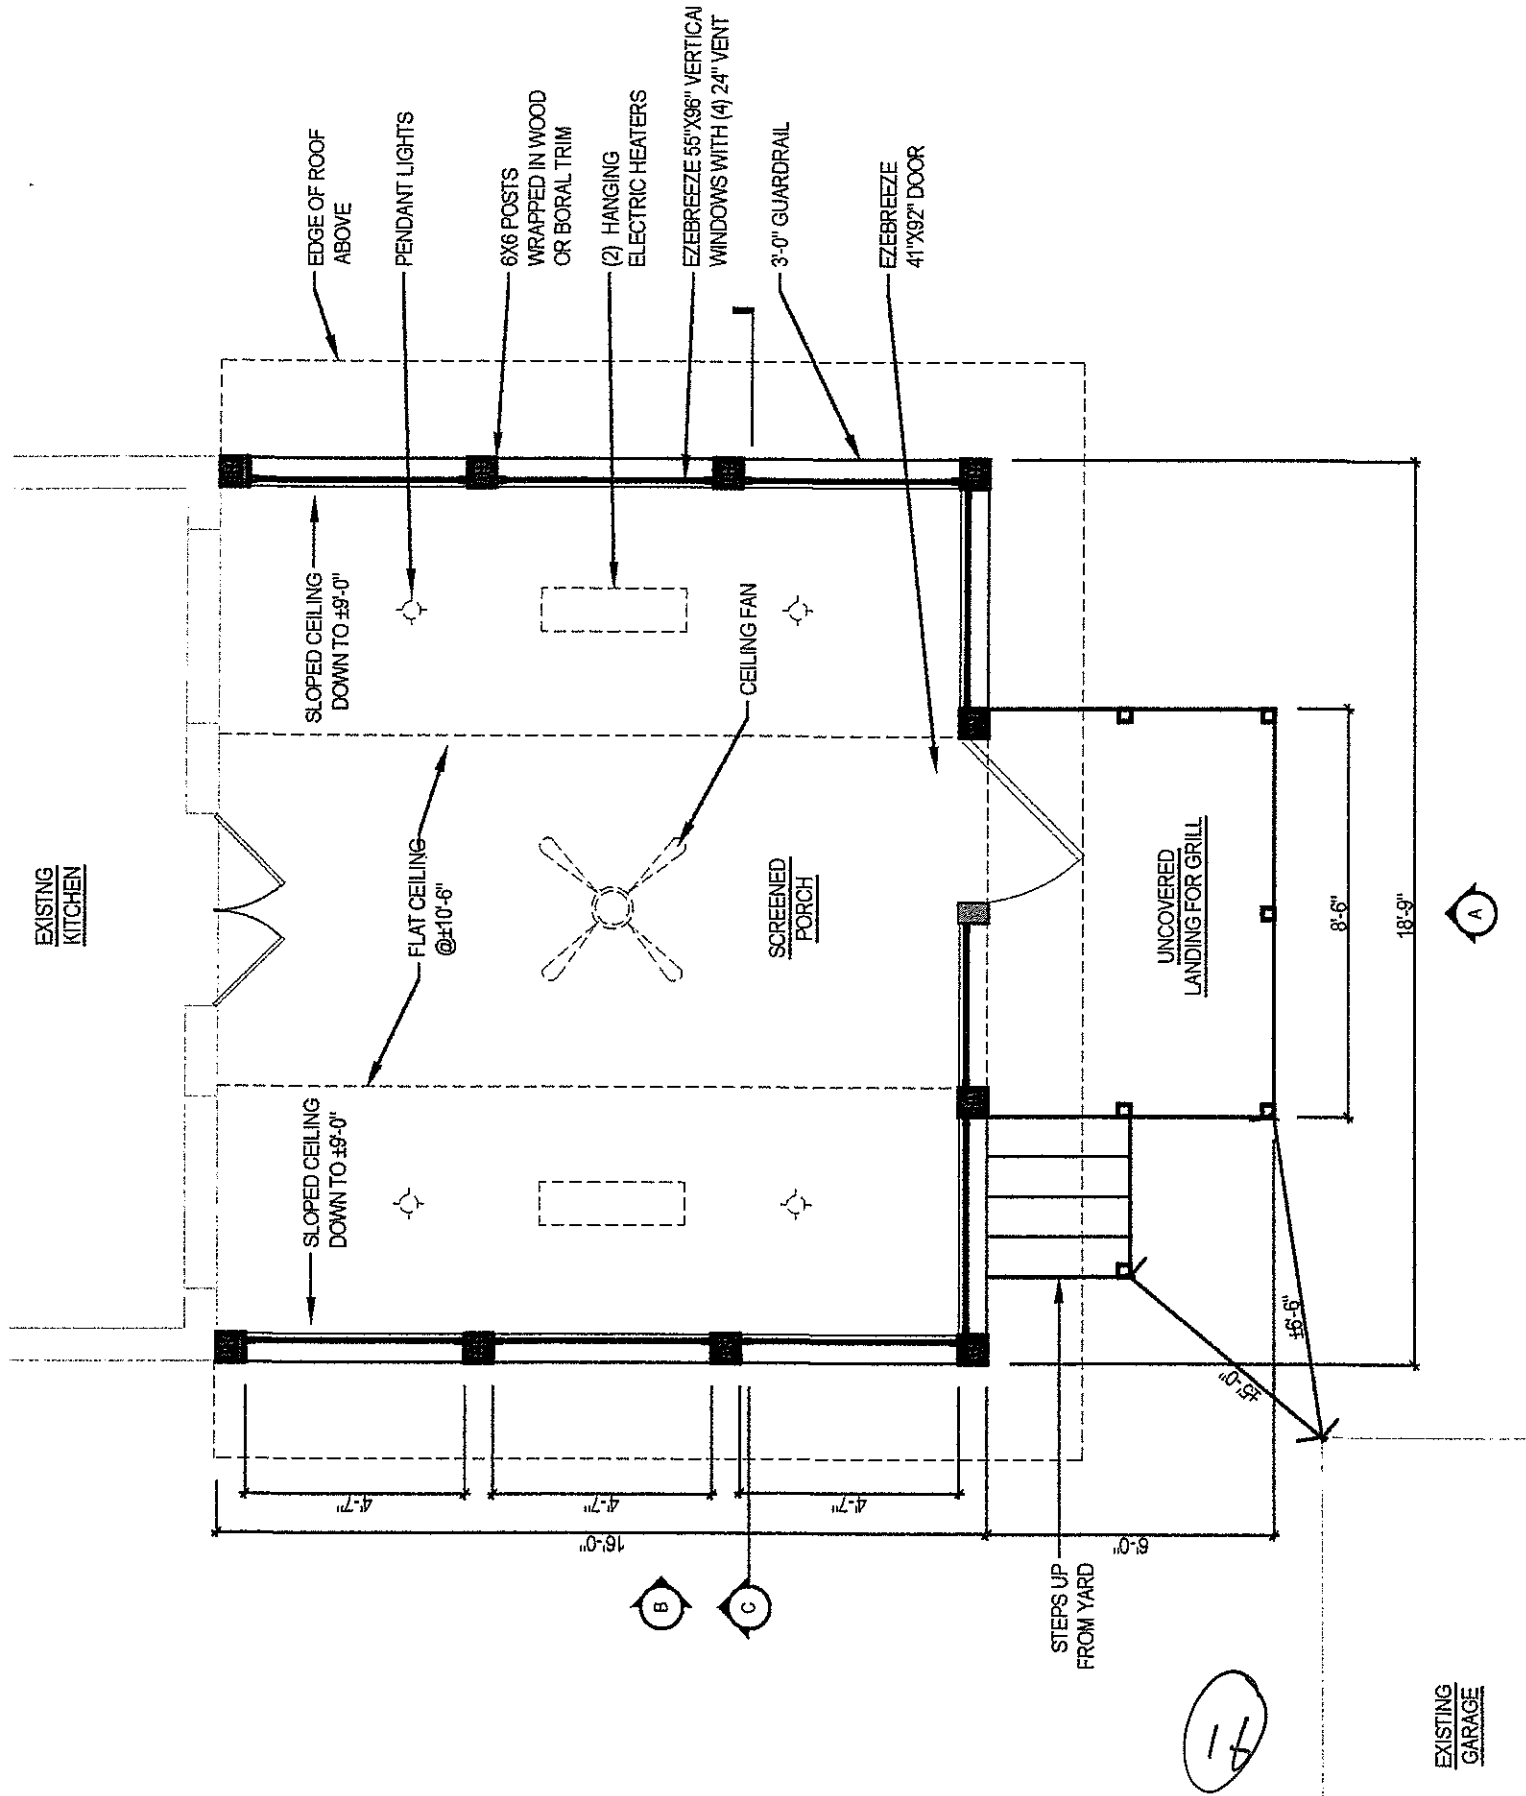 EXISTNG
KITCHEN
SLOPED CEILING
DOWN TO ±9'-0"
FLAT CEILING
@±10'-6"
SLOPED CEILING
DOWN TO ±9'-0"
EDGE OF ROOF
ABOVE
PENDANT LIGHTS
6X6 POSTS
WRAPPED IN WOOD
OR BORAL TRIM
(2) HANGING
ELECTRIC HEATERS
EZEBREEZE 55"X96" VERTICAL
WINDOWS WITH (4) 24" VENT
3'-0" GUARDRAIL
EZEBREEZE
41"X92" DOOR
CEILING FAN
SCREENED
PORCH
4'-7"
4'-7"
4'-7"
16'-0"
6'-0"
B
C
STEPS UP
FROM YARD
UNCOVERED
LANDING FOR GRILL
±5'-0"
±6'-6"
8'-6"
18'-9"
A
EXISTING
GARAGE